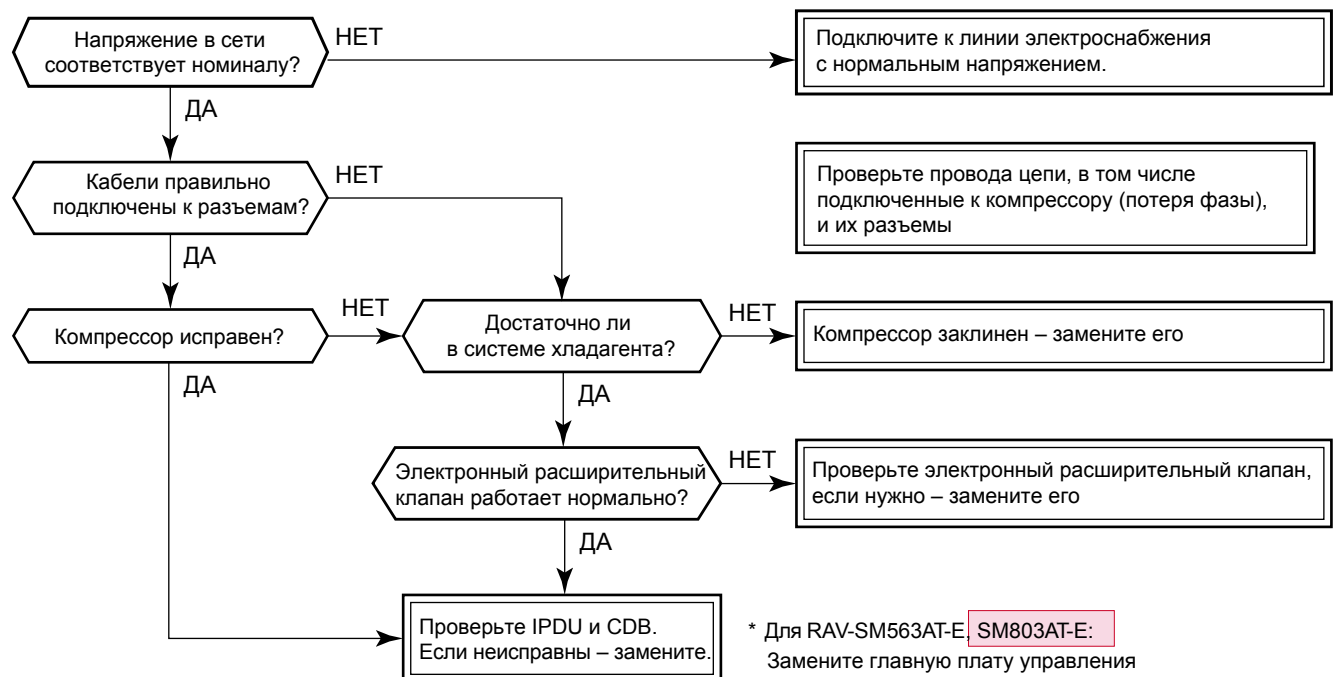 Напряжение в сети
соответствует номиналу?
НЕТ
Подключите к линии электроснабжения
с нормальным напряжением.
ДА
Кабели правильно
подключены к разъемам?
НЕТ
Проверьте провода цепи, в том числе
подключенные к компрессору (потеря фазы),
и их разъемы
ДА
Компрессор исправен?
НЕТ
Достаточно ли
в системе хладагента?
НЕТ
Компрессор заклинен – замените его
ДА
ДА
Электронный расширительный
клапан работает нормально?
НЕТ
Проверьте электронный расширительный клапан,
если нужно – замените его
ДА
Проверьте IPDU и CDB.
Если неисправны – замените.
* Для RAV-SM563AT-E, SM803AT-E:
Замените главную плату управления